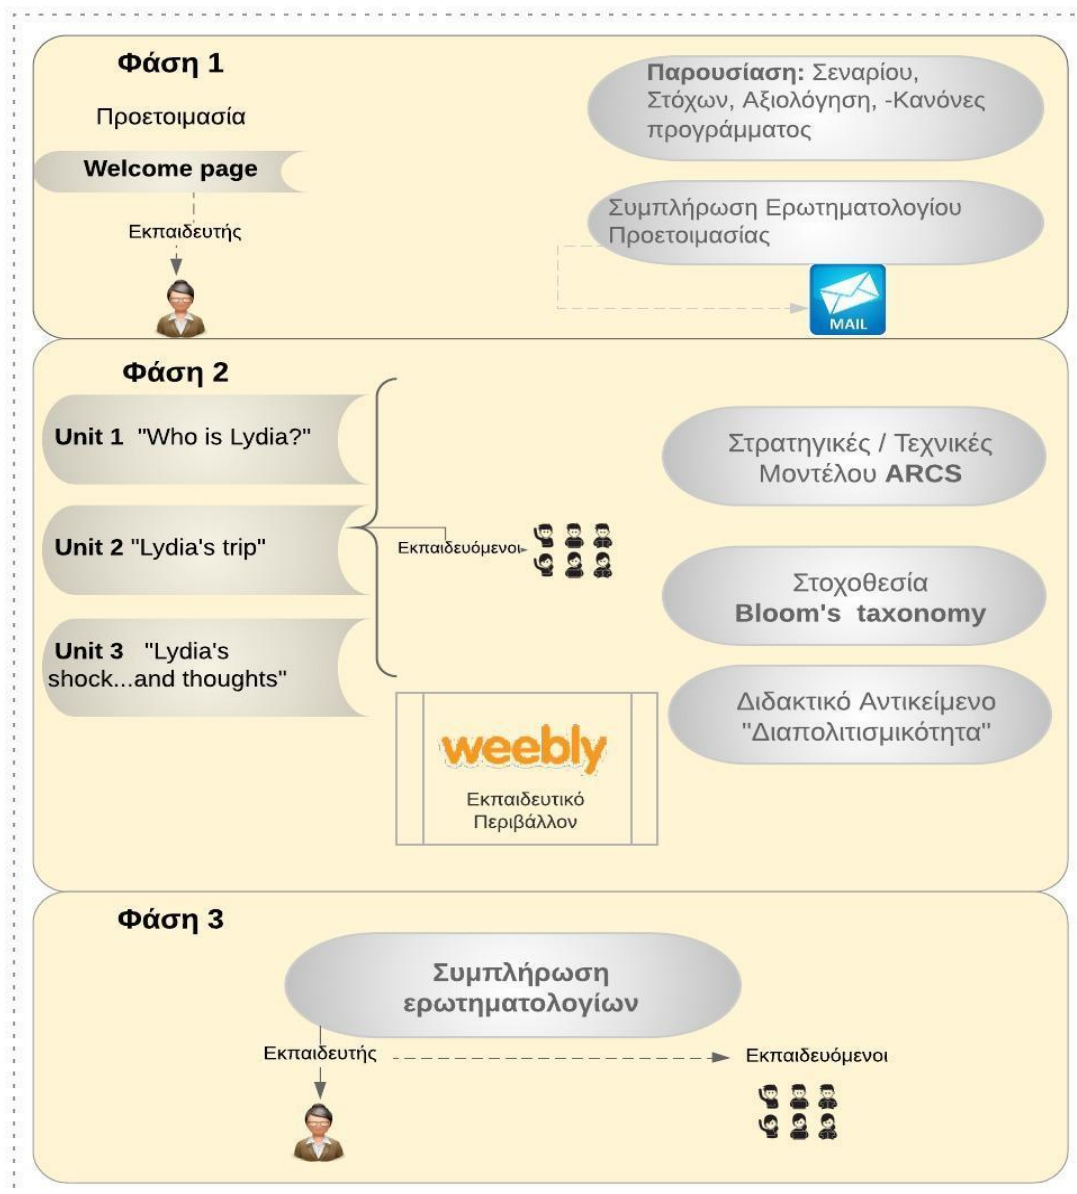 Φάση 1
Προετοιμασία
Welcome page
Εκπαιδευτής
Παρουσίαση: Σεναρίου,
Στόχων, Αξιολόγηση, -Κανόνες
προγράμματος
Συμπλήρωση Ερωτηματολογίου
Προετοιμασίας
MAIL
Φάση 2
Unit 1 "Who is Lydia?"
Unit 2 "Lydia's trip"
Unit 3 "Lydia's
shock...and thoughts"
Εκπαιδευόμενοι
Στρατηγικές / Τεχνικές
Μοντέλου ARCS
Στοχοθεσία
Bloom's taxonomy
Διδακτικό Αντικείμενο
"Διαπολιτισμικότητα"
weebly
Εκπαιδευτικό
Περιβάλλον
Φάση 3
Συμπλήρωση
ερωτηματολογίων
Εκπαιδευτής
Εκπαιδευόμενοι